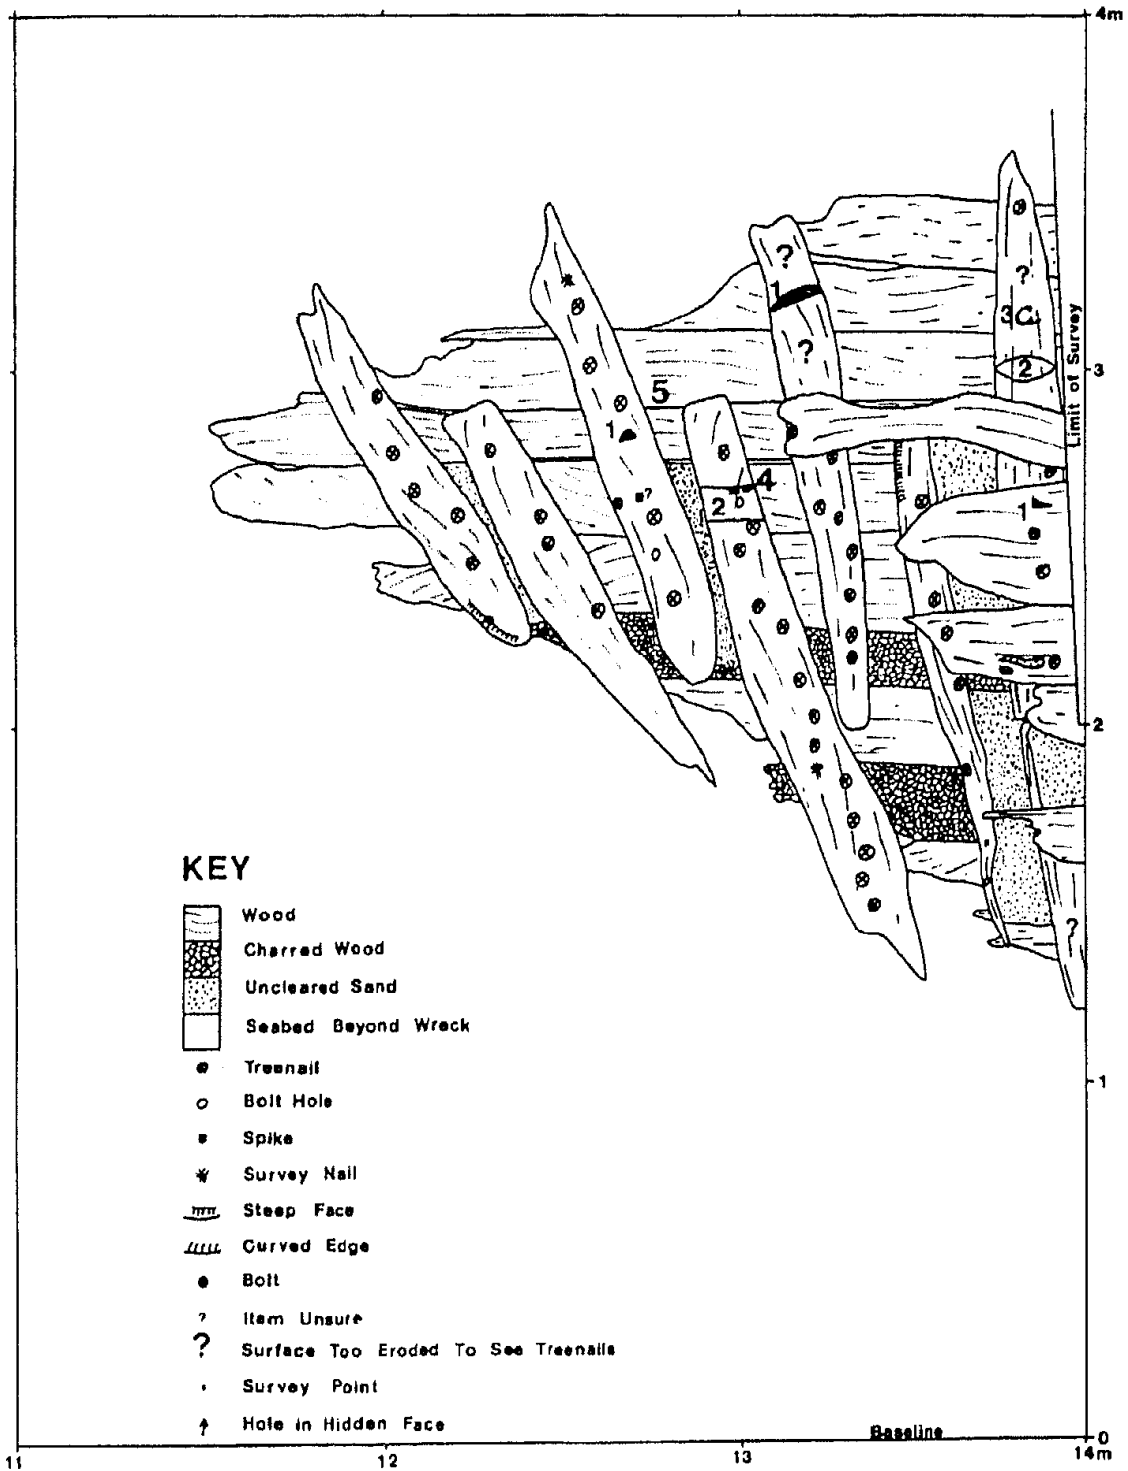 4m
?
?
1
3
?
3
2
Limit of Survey
5
1
?
4
2
1
2
?
KEY
Wood
Charred Wood
Uncleared Sand
Seabed Beyond Wreck
Treenail
Bolt Hole
Spike
Survey Nail
Steep Face
Curved Edge
Bolt
? Item Unsure
? Surface Too Eroded To See Treenails
Survey Point
Hole in Hidden Face
1
Baseline
0
11
12
13
14m